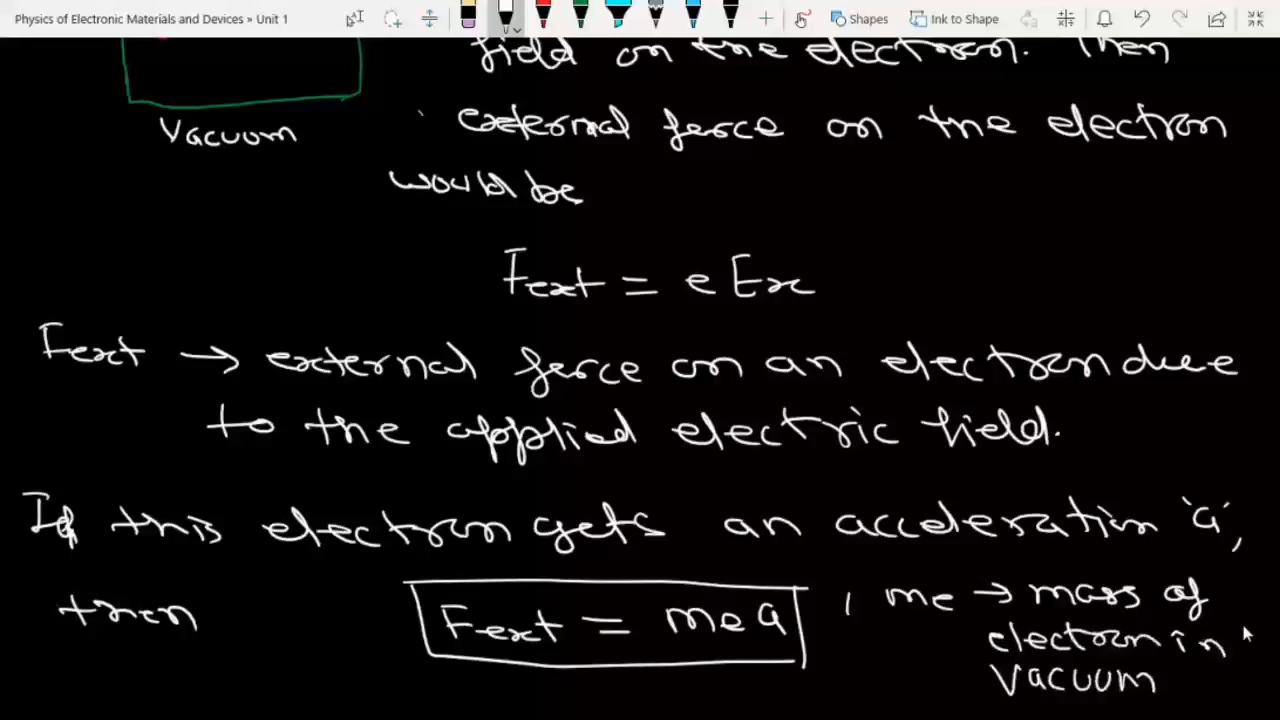 Physics of Electronic Materials and Devices » Unit 1
Shapes
Ink to Shape
field on the electron. Then
external force on the electron
Vacuum
would be
Fext = e Ex
Fext → external force on an electron due
to the applied electric field.
If this electron gets an acceleration 'a',
then Fext = me a , me → mass of
electron in
vacuum